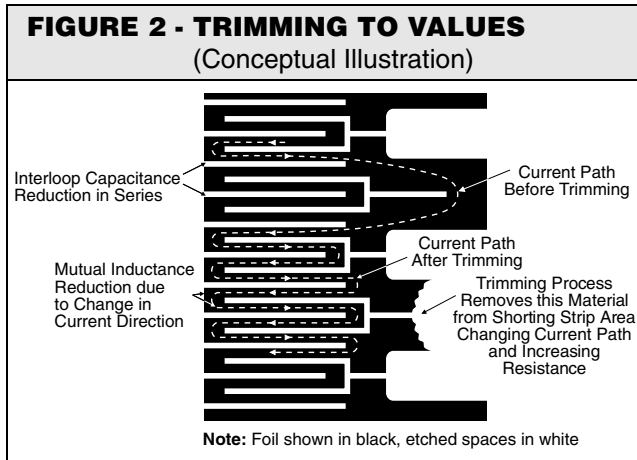 FIGURE 2 - TRIMMING TO VALUES
(Conceptual Illustration)
Interloop Capacitance
Reduction in Series
Current Path
Before Trimming
Mutual Inductance
Reduction due
to Change in
Current Direction
Current Path
After Trimming
Trimming Process
Removes this Material
from Shorting Strip Area
Changing Current Path
and Increasing
Resistance
Note: Foil shown in black, etched spaces in white